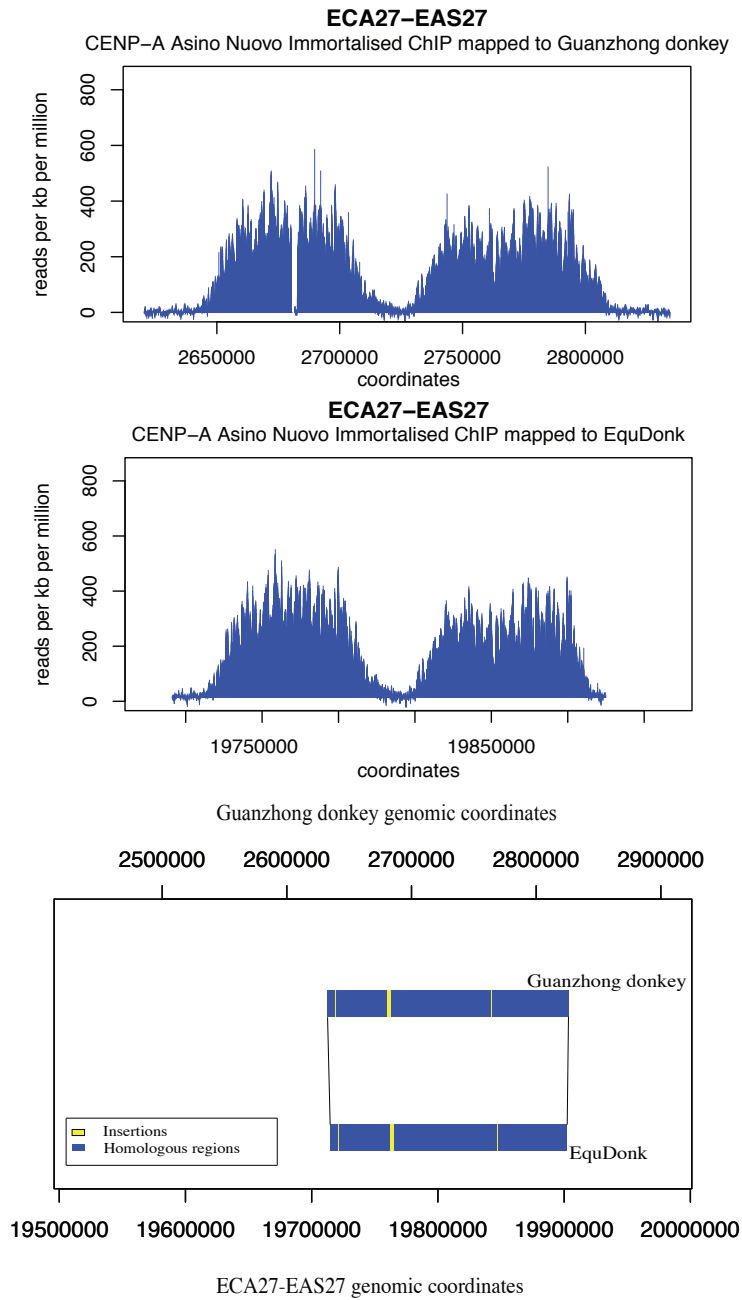 ECA27−EAS27
CENP−A Asino Nuovo Immortalised ChIP mapped to Guanzhong donkey
reads per kb per million
800
600
400
200
0
2650000 2700000 2750000 2800000
coordinates
ECA27−EAS27
CENP−A Asino Nuovo Immortalised ChIP mapped to EquDonk
reads per kb per million
800
600
400
200
0
19750000 19850000
coordinates
Guanzhong donkey genomic coordinates
2500000 2600000 2700000 2800000 2900000
Guanzhong donkey
Insertions
Homologous regions
EquDonk
19500000 19600000 19700000 19800000 19900000 20000000
ECA27-EAS27 genomic coordinates